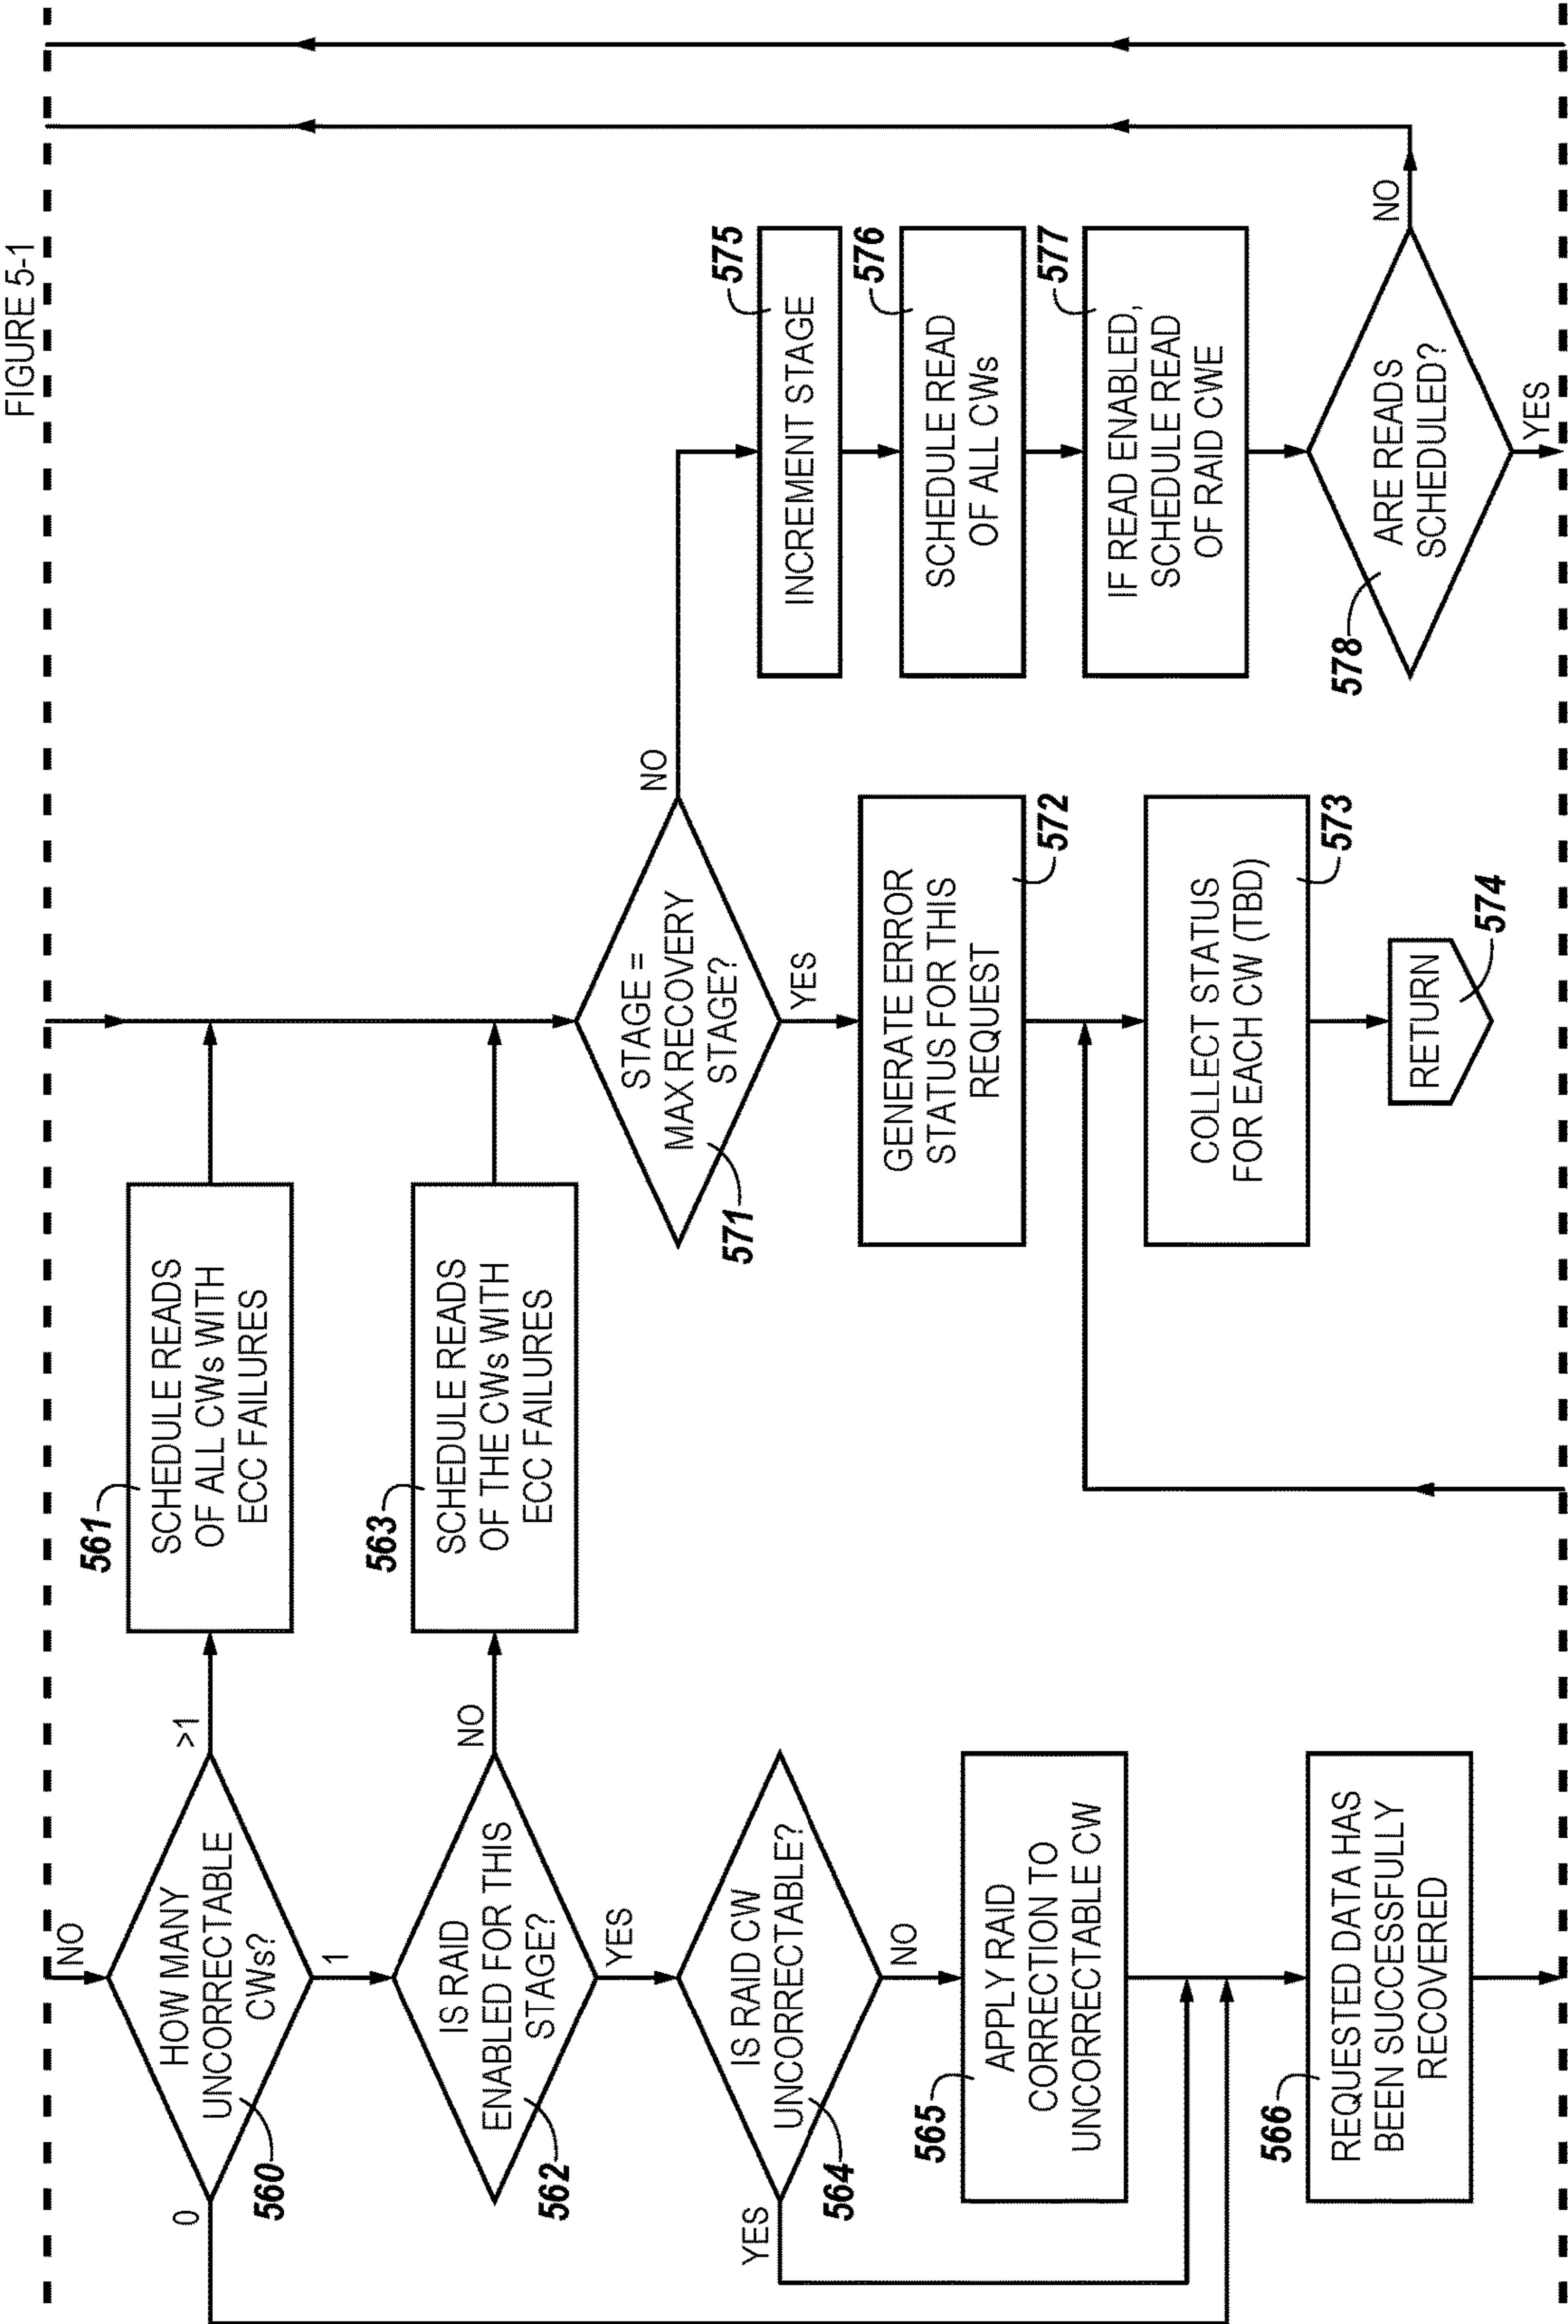 FIGURE 5-1
NO
HOW MANY
UNCORRECTABLE
CWs?
560
0
>1
1
561
SCHEDULE READS
OF ALL CWs WITH
ECC FAILURES
IS RAID
ENABLED FOR THIS
STAGE?
562
NO
YES
563
SCHEDULE READS
OF THE CWs WITH
ECC FAILURES
IS RAID CW
UNCORRECTABLE?
564
YES
NO
565
APPLY RAID
CORRECTION TO
UNCORRECTABLE CW
566
REQUESTED DATA HAS
BEEN SUCCESSFULLY
RECOVERED
STAGE =
MAX RECOVERY
STAGE?
571
NO
YES
GENERATE ERROR
STATUS FOR THIS
REQUEST
572
COLLECT STATUS
FOR EACH CW (TBD)
573
RETURN
574
INCREMENT STAGE
575
SCHEDULE READ
OF ALL CWs
576
IF READ ENABLED,
SCHEDULE READ
OF RAID CWE
577
ARE READS
SCHEDULED?
578
NO
YES